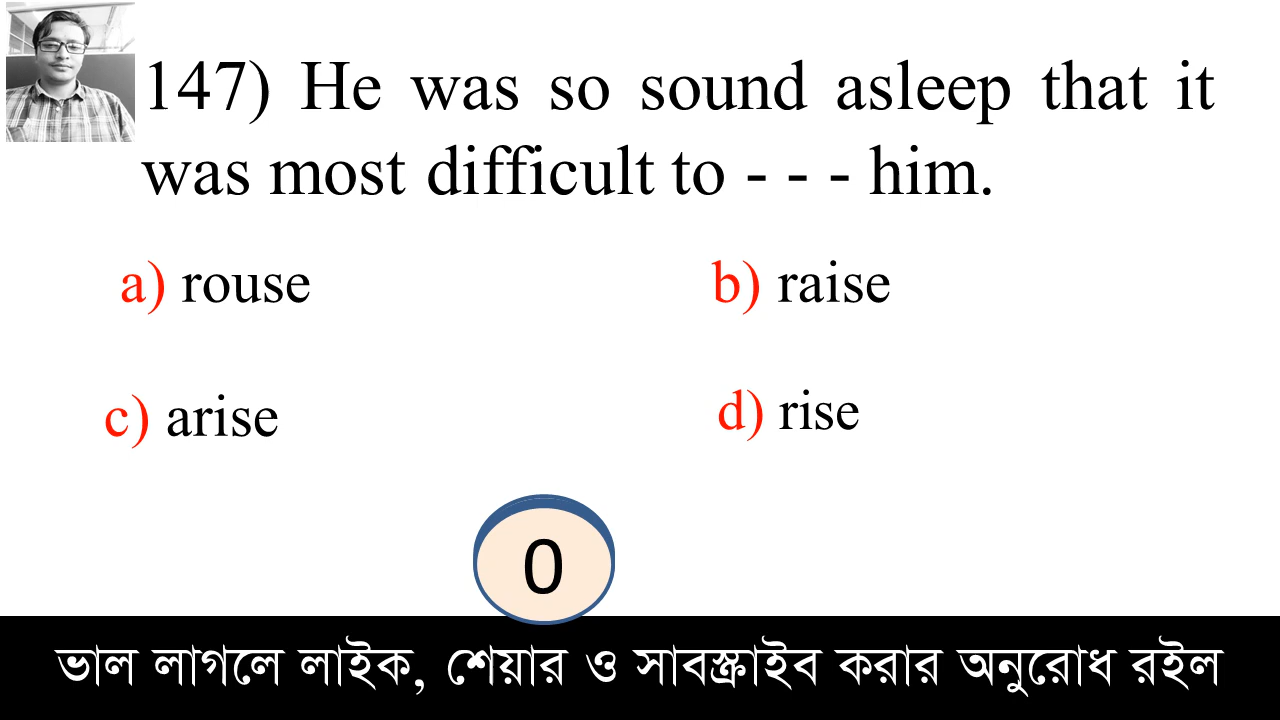 147) He was so sound asleep that it
was most difficult to - - - him.
a) rouse
b) raise
c) arise
d) rise
0
ভাল লাগলে লাইক, শেয়ার ও সাবস্ক্রাইব করার অনুরোধ রইল